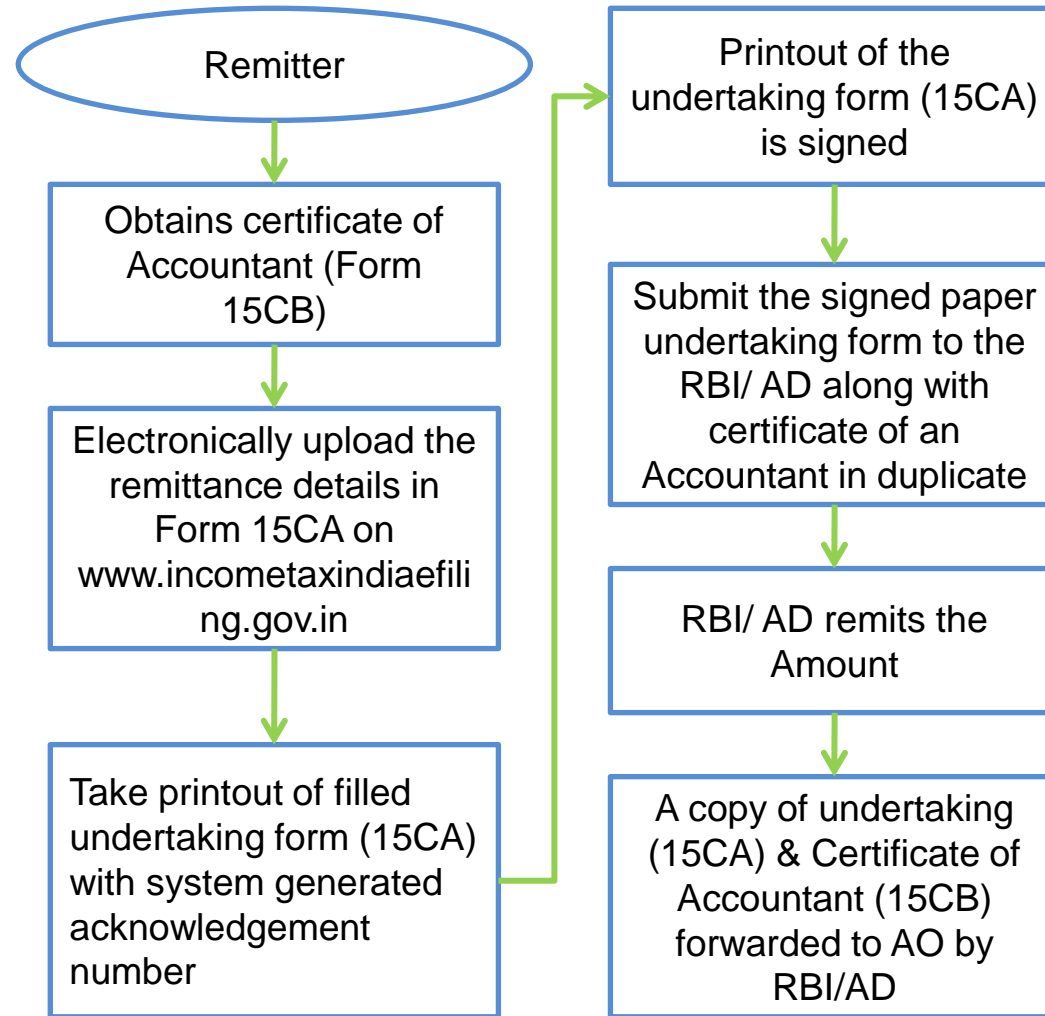 Remitter
Obtains certificate of
Accountant (Form
15CB)
Electronically upload the
remittance details in
Form 15CA on
www.incometaxindiaefili
ng.gov.in
Take printout of filled
undertaking form (15CA)
with system generated
acknowledgement
number
Printout of the
undertaking form (15CA)
is signed
Submit the signed paper
undertaking form to the
RBI/ AD along with
certificate of an
Accountant in duplicate
RBI/ AD remits the
Amount
A copy of undertaking
(15CA) & Certificate of
Accountant (15CB)
forwarded to AO by
RBI/AD